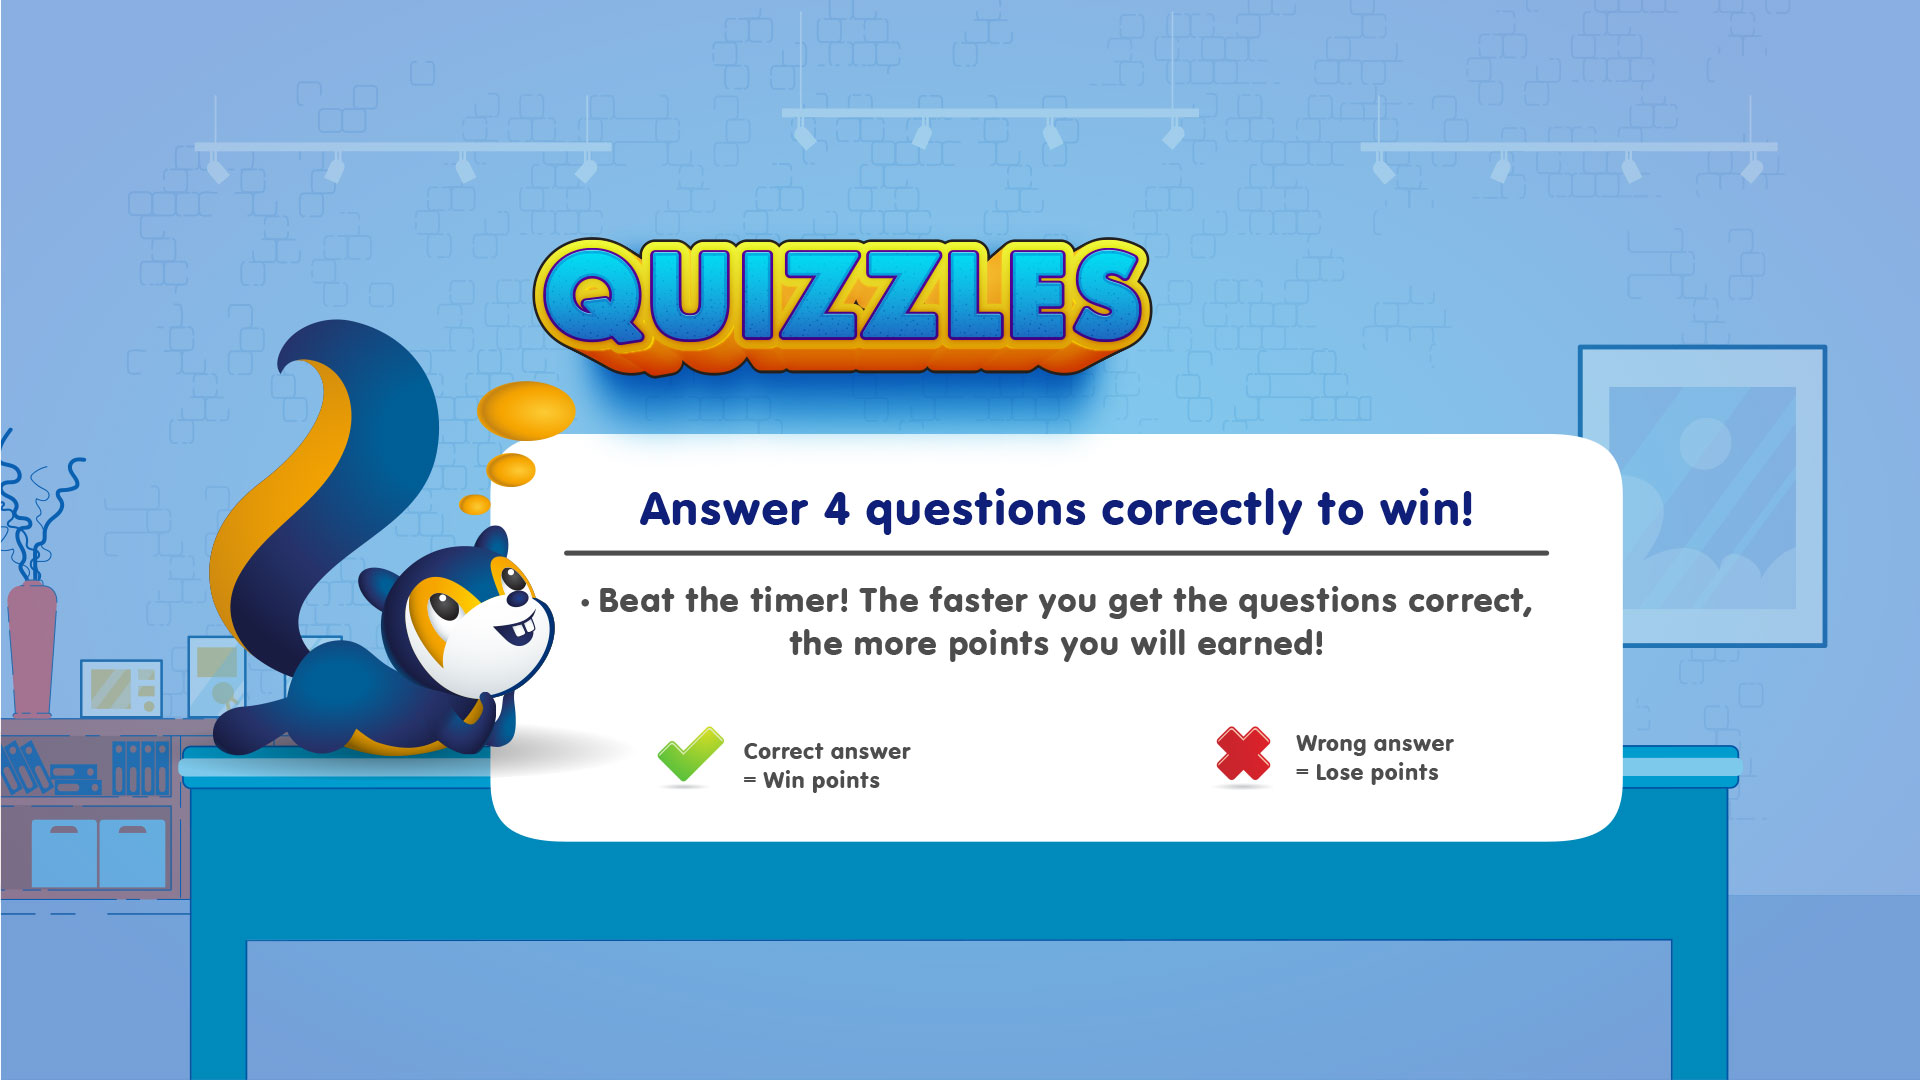 QUIZZLES
Answer 4 questions correctly to win!
• Beat the timer! The faster you get the questions correct,
the more points you will earned!
Correct answer
= Win points
Wrong answer
= Lose points